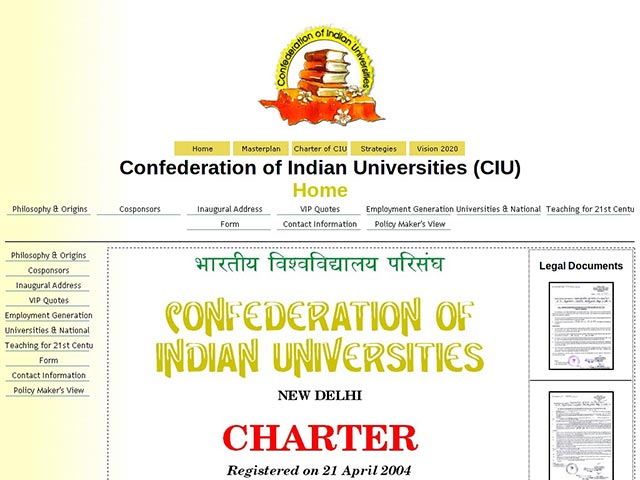 Confederation of Indian Universities
Home
Masterplan
Charter of CIU
Strategies
Vision 2020
Confederation of Indian Universities (CIU)
Home
Philosophy & Origins
Cosponsors
Inaugural Address
VIP Quotes
Employment Generation
Universities & National
Teaching for 21st Centu
Form
Contact Information
Policy Maker's View
Philosophy & Origins
Cosponsors
Inaugural Address
VIP Quotes
Employment Generation
Universities & National
Teaching for 21st Centu
Form
Contact Information
Policy Maker's View
भारतीय विश्वविद्यालय परिसंघ
CONFEDERATION OF
INDIAN UNIVERSITIES
NEW DELHI
CHARTER
Registered on 21 April 2004
Legal Documents